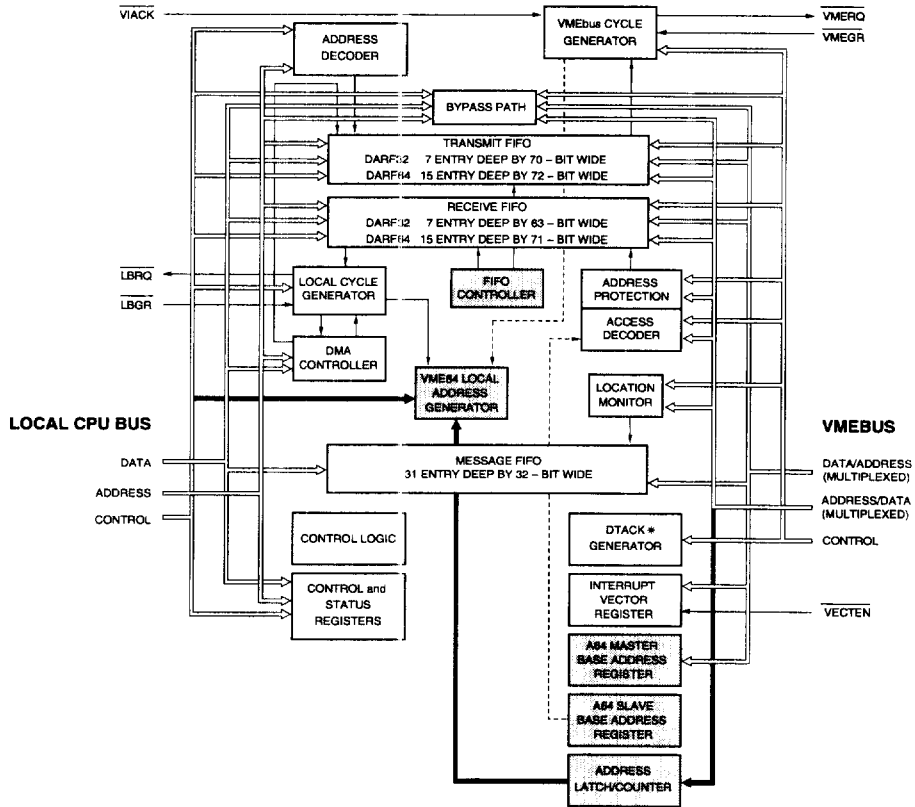 VIACK
ADDRESS
DECODER
VMEbus CYCLE
GENERATOR
VMERQ
VMEGR
BYPASS PATH
TRANSMIT FIFO
DARF32 7 ENTRY DEEP BY 70 – BIT WIDE
DARF64 15 ENTRY DEEP BY 72 – BIT WIDE
RECEIVE FIFO
DARF32 7 ENTRY DEEP BY 63 – BIT WIDE
DARF64 15 ENTRY DEEP BY 71 – BIT WIDE
LBRQ
LBGR
LOCAL CYCLE
GENERATOR
FIFO
CONTROLLER
ADDRESS
PROTECTION
ACCESS
DECODER
DMA
CONTROLLER
VME64 LOCAL
ADDRESS
GENERATOR
LOCATION
MONITOR
LOCAL CPU BUS
VMEBUS
DATA
ADDRESS
CONTROL
MESSAGE FIFO
31 ENTRY DEEP BY 32 – BIT WIDE
DATA/ADDRESS
(MULTIPLEXED)
ADDRESS/DATA
(MULTIPLEXED)
CONTROL
CONTROL LOGIC
DTACK *
GENERATOR
CONTROL and
STATUS
REGISTERS
INTERRUPT
VECTOR
REGISTER
VECTEN
A64 MASTER
BASE ADDRESS
REGISTER
A64 SLAVE
BASE ADDRESS
REGISTER
ADDRESS
LATCH/COUNTER